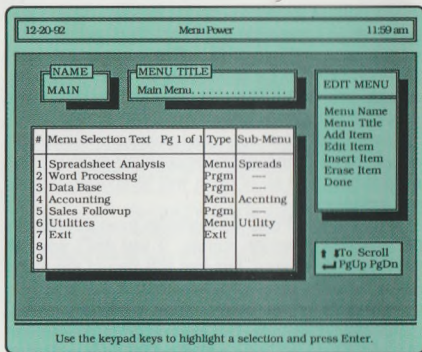 12-20-92 Menu Power 11:59 am
NAME
MAIN
MENU TITLE
Main Menu.................
EDIT MENU
Menu Name
Menu Title
Add Item
Edit Item
Insert Item
Erase Item
Done
# Menu Selection Text Pg 1 of 1 Type Sub-Menu
1 Spreadsheet Analysis Menu Spreads
2 Word Processing Prgm ---
3 Data Base Prgm ---
4 Accounting Menu Accnting
5 Sales Followup Prgm ---
6 Utilities Menu Utility
7 Exit Exit ---
8
9
⬆ ⬇To Scroll
↵ PgUp PgDn
Use the keypad keys to highlight a selection and press Enter.